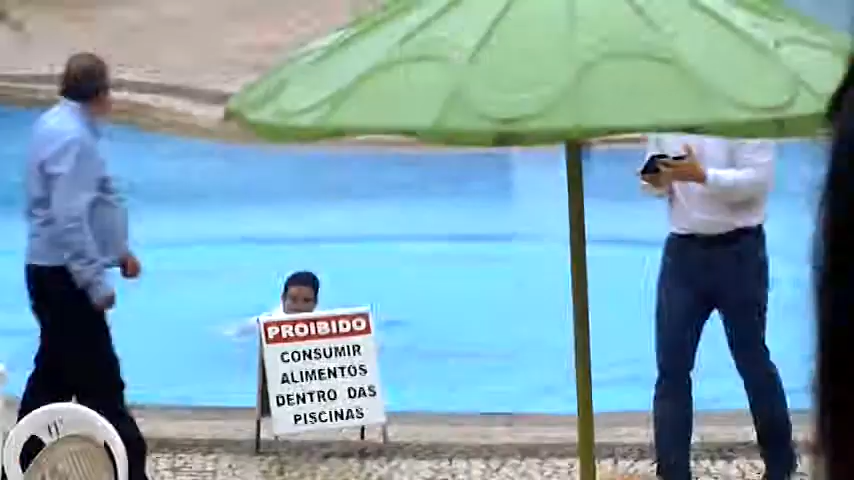 PROIBIDO
CONSUMIR
ALIMENTOS
DENTRO DAS
PISCINAS